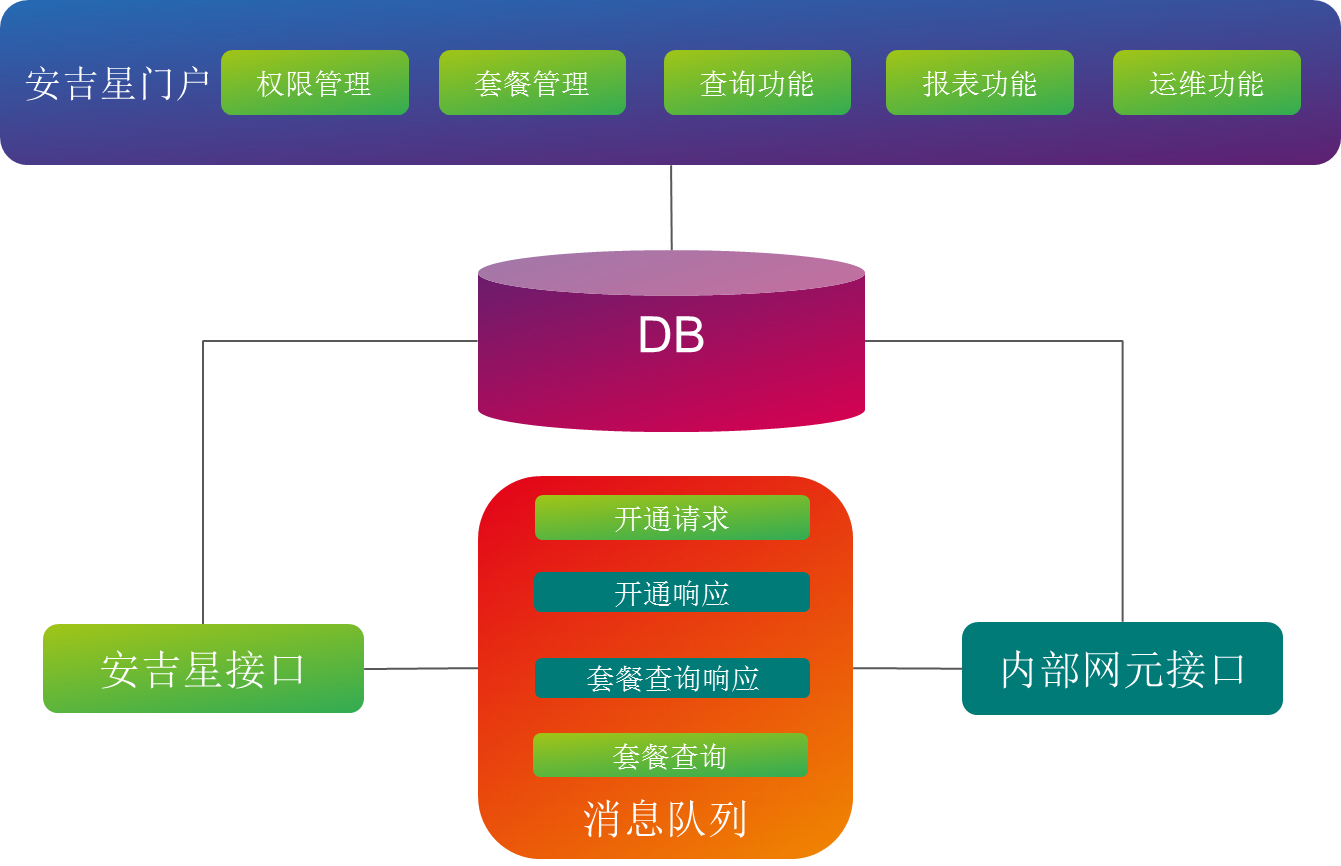 安吉星门户
权限管理
套餐管理
查询功能
报表功能
运维功能
DB
开通请求
开通响应
套餐查询响应
套餐查询
消息队列
安吉星接口
内部网元接口